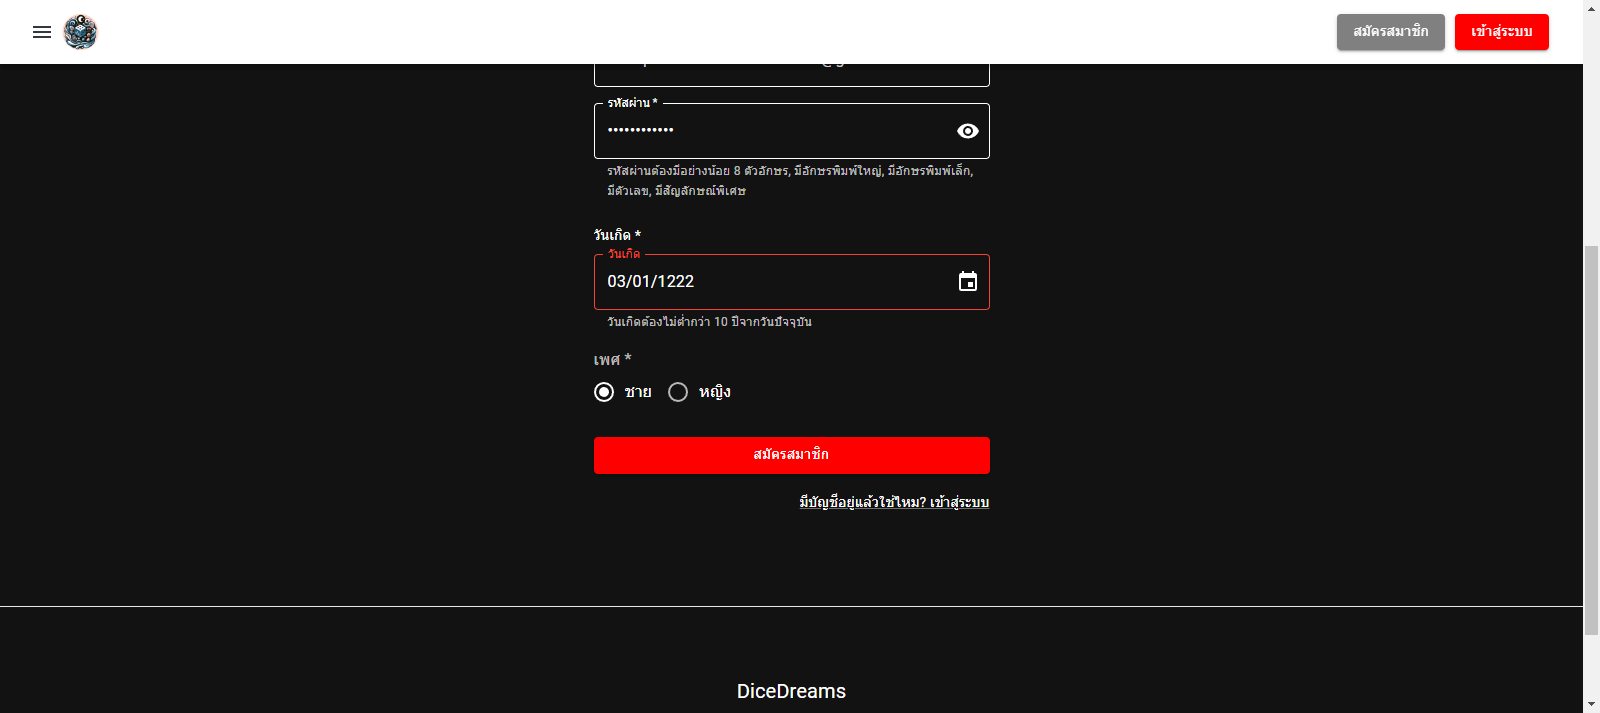 สมัครสมาชิก
เข้าสู่ระบบ
รหัสผ่าน *
••••••••••••
รหัสผ่านต้องมีอย่างน้อย 8 ตัวอักษร, มีอักษรพิมพ์ใหญ่, มีอักษรพิมพ์เล็ก,
มีตัวเลข, มีสัญลักษณ์พิเศษ
วันเกิด *
วันเกิด
03/01/1222
วันเกิดต้องไม่ต่ำกว่า 10 ปีจากวันปัจจุบัน
เพศ *
ชาย
หญิง
สมัครสมาชิก
มีบัญชีอยู่แล้วใช่ไหม? เข้าสู่ระบบ
DiceDreams